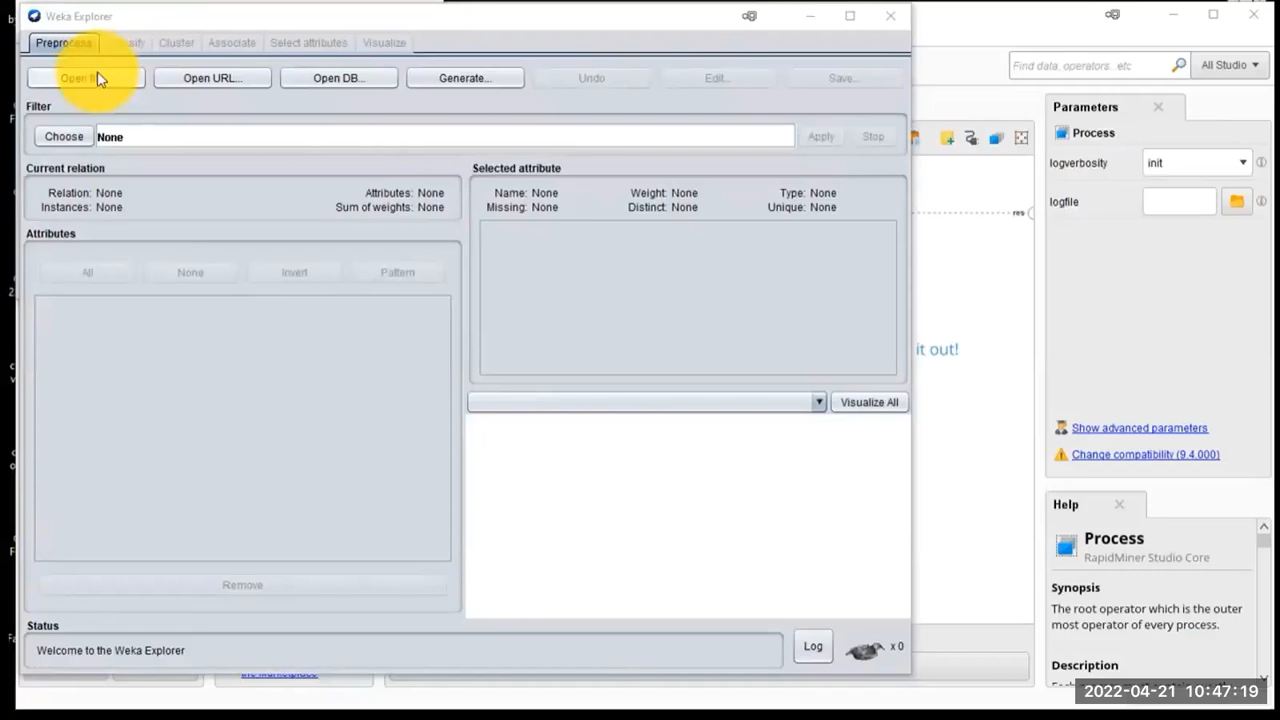 Weka Explorer
Preprocess Cluster Associate Select attributes Visualize
Open URL... Open DB... Generate... Undo Edit... Save...
Filter
Choose None Apply Stop
Current relation
Relation: None Attributes: None
Instances: None Sum of weights: None
Selected attribute
Name: None Weight: None Type: None
Missing: None Distinct: None Unique: None
Attributes
All None Invert Pattern
Remove
Visualize All
Status
Welcome to the Weka Explorer
Log x 0
Find data, operators...etc All Studio
res
it out!
Parameters
Process
logverbosity init
logfile
Show advanced parameters
Change compatibility (9.4.000)
Help
Process
RapidMiner Studio Core
Synopsis
The root operator which is the outer
most operator of every process.
Description
2022-04-21 10:47:19